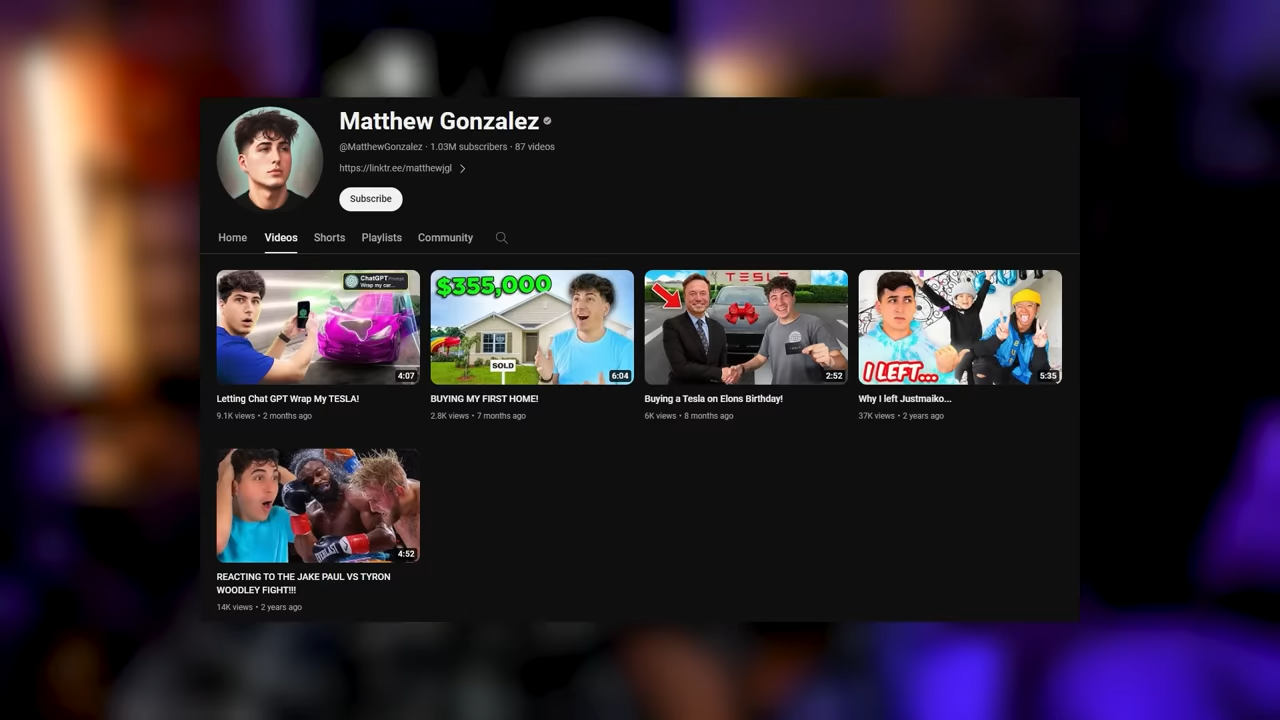 Matthew Gonzalez
@MatthewGonzalez · 1.03M subscribers · 87 videos
https://linktr.ee/matthewjgl
Subscribe
Home Videos Shorts Playlists Community
ChatGPT Prompt
Wrap my car...
4:07
$355,000
SOLD
6:04
TESLA
2:52
I LEFT...
5:35
Letting Chat GPT Wrap My TESLA!
9.1K views • 2 months ago
BUYING MY FIRST HOME!
2.8K views • 7 months ago
Buying a Tesla on Elons Birthday!
6K views • 8 months ago
Why I left Justmaiko...
37K views • 2 years ago
EVERLAST
4:52
REACTING TO THE JAKE PAUL VS TYRON
WOODLEY FIGHT!!!
14K views • 2 years ago